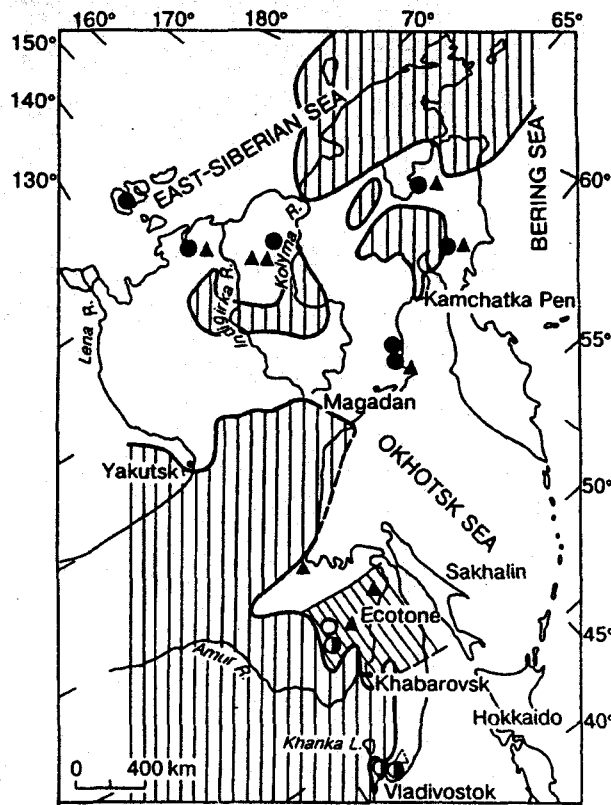 160° 170° 180° 70° 65°
150°
140°
130°
60°
55°
50°
45°
40°
EAST-SIBERIAN SEA
BERING SEA
Kolyma R.
Indigirka R.
Lena R.
Kamchatka Pen
Magadan
Yakutsk
OKHOTSK SEA
Sakhalin
Ecotone
Amur R.
Khabarovsk
Hokkaido
Khanka L.
0 400 km
Vladivostok